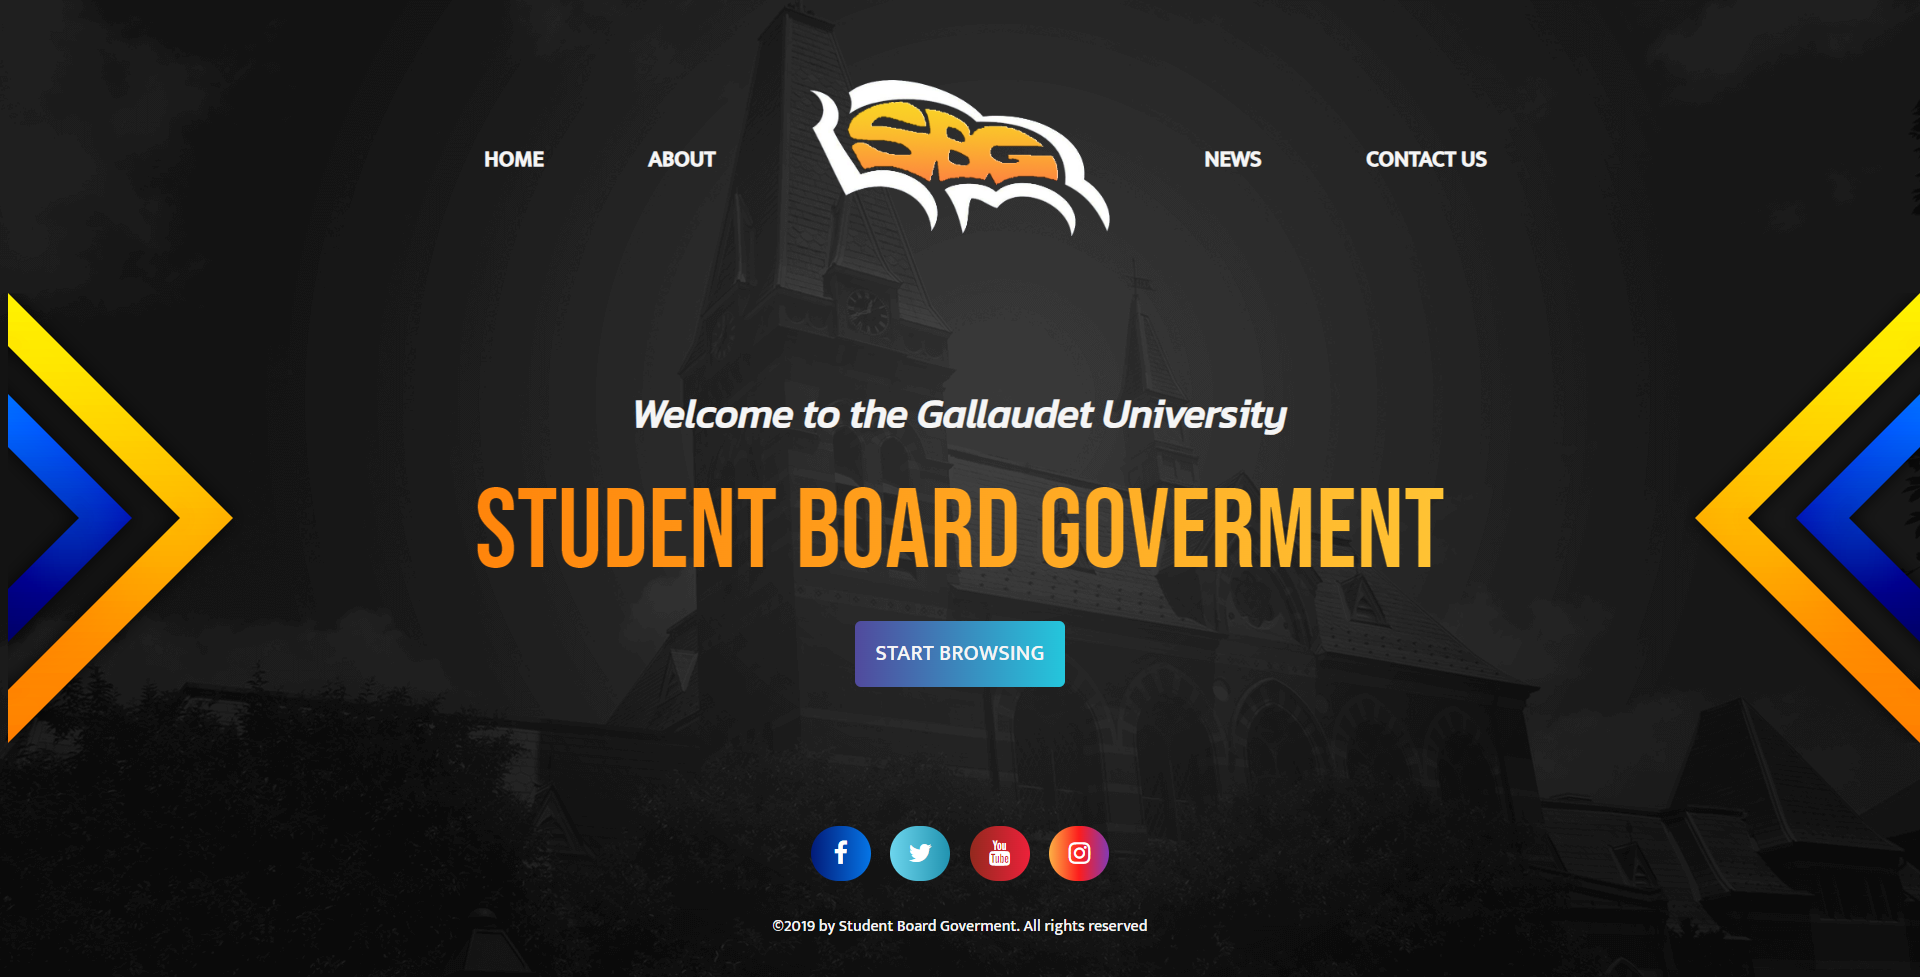 HOME
ABOUT
SBG
NEWS
CONTACT US
Welcome to the Gallaudet University
STUDENT BOARD GOVERMENT
START BROWSING
You
Tube
©2019 by Student Board Goverment. All rights reserved